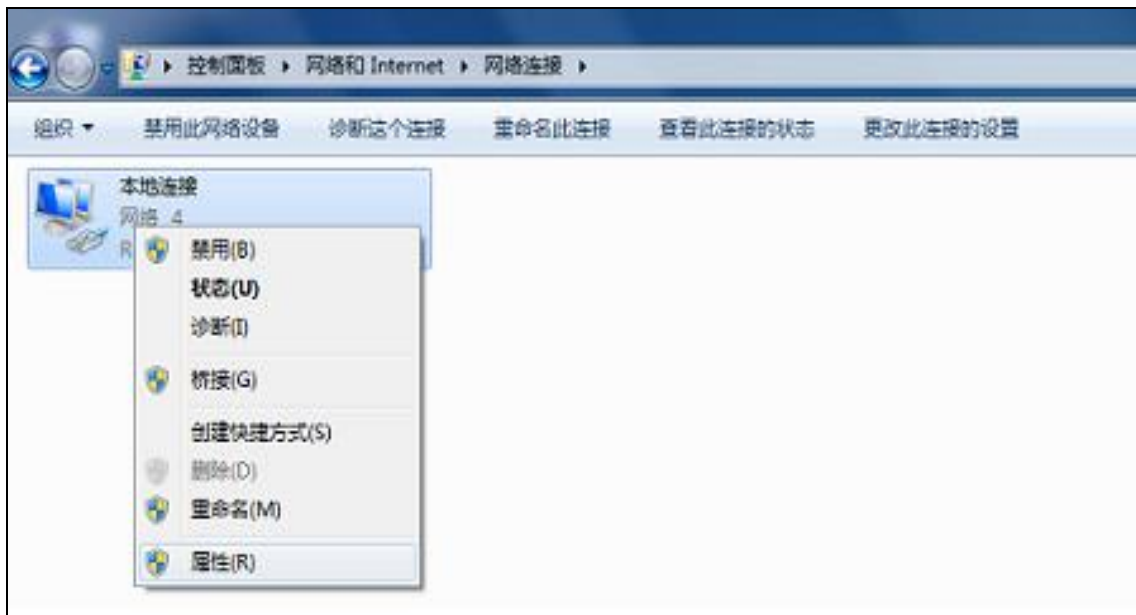 控制面板 ▸ 网络和 Internet ▸ 网络连接 ▸
组织 禁用此网络设备 诊断这个连接 重命名此连接 查看此连接的状态 更改此连接的设置
本地连接
网络 4
R
禁用(B)
状态(U)
诊断(I)
桥接(G)
创建快捷方式(S)
删除(D)
重命名(M)
属性(R)